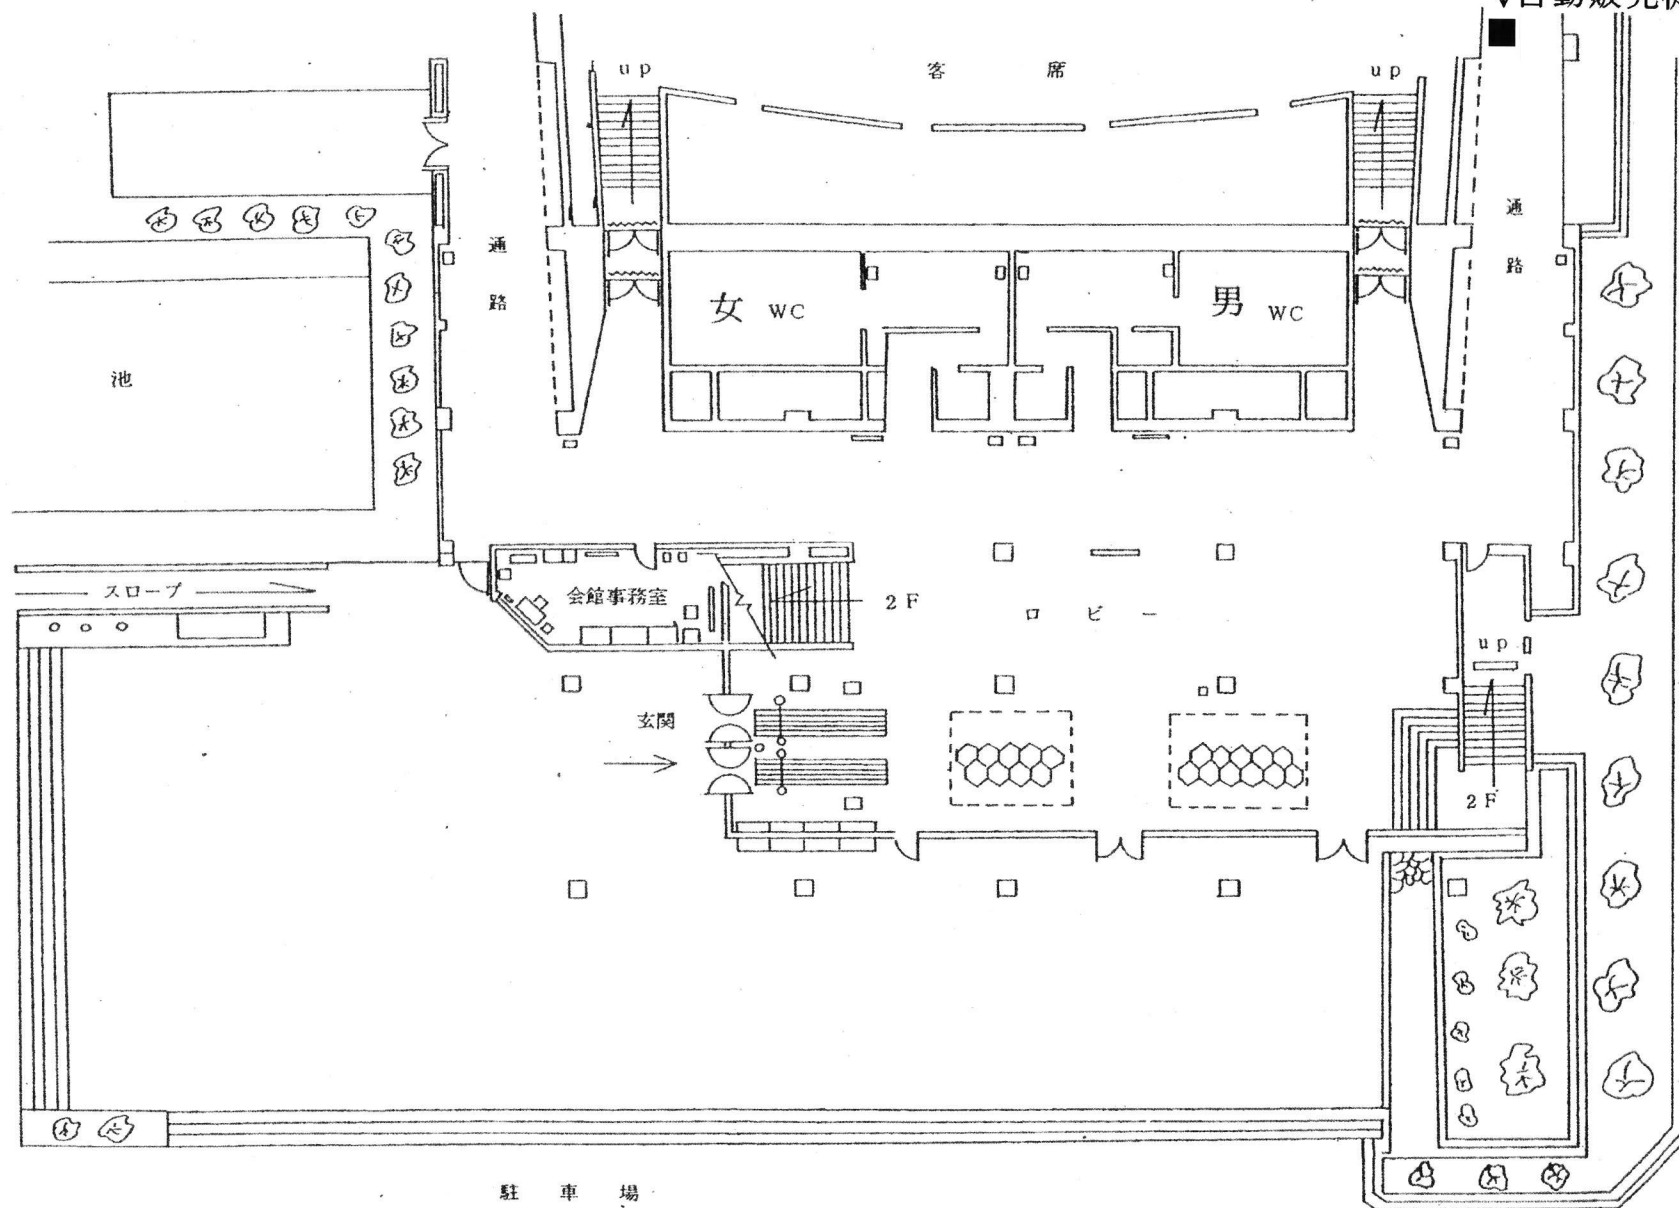 自動販売
up
客席
up
通路
通路
女 WC
男 WC
池
スロープ
会館事務室
2F
ロビー
up
玄関
2F
駐車場